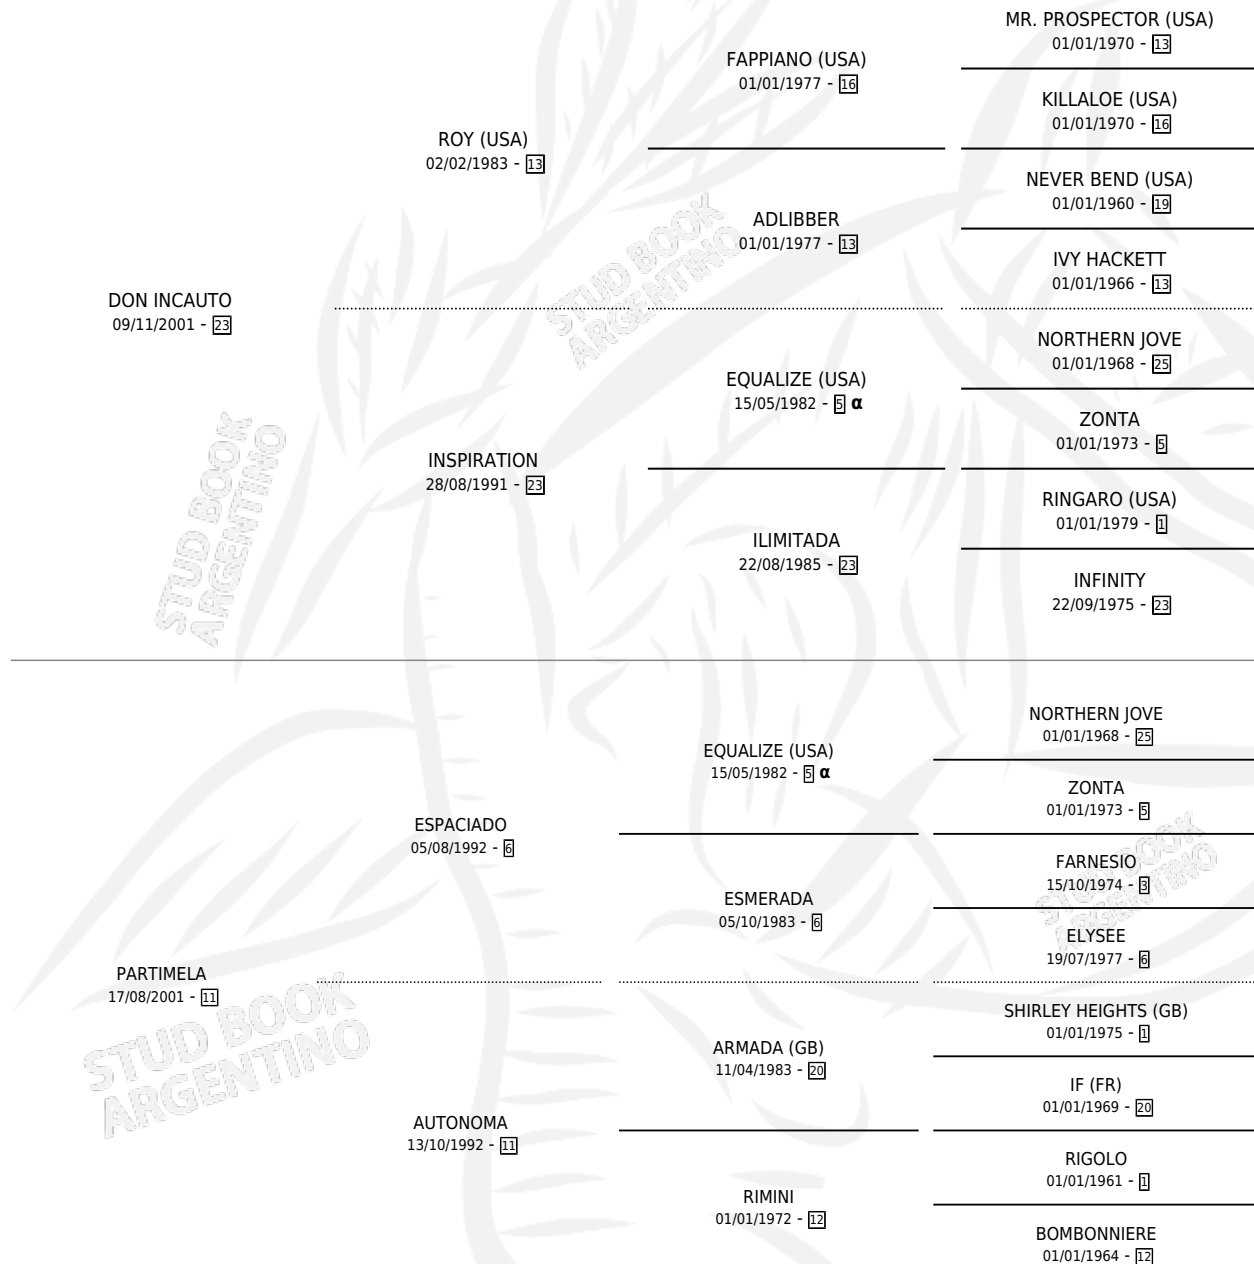 MR. PROSPECTOR (USA)
01/01/1970 - 13
FAPPIANO (USA)
01/01/1977 - 16
KILLALOE (USA)
01/01/1970 - 16
ROY (USA)
02/02/1983 - 13
NEVER BEND (USA)
01/01/1960 - 19
ADLIBBER
01/01/1977 - 13
IVY HACKETT
01/01/1966 - 13
DON INCAUTO
09/11/2001 - 23
NORTHERN JOVE
01/01/1968 - 25
EQUALIZE (USA)
15/05/1982 - 5 α
ZONTA
01/01/1973 - 5
INSPIRATION
28/08/1991 - 23
RINGARO (USA)
01/01/1979 - 1
ILIMITADA
22/08/1985 - 23
INFINITY
22/09/1975 - 23
NORTHERN JOVE
01/01/1968 - 25
EQUALIZE (USA)
15/05/1982 - 5 α
ZONTA
01/01/1973 - 5
ESPACIADO
05/08/1992 - 6
FARNESIO
15/10/1974 - 3
ESMERADA
05/10/1983 - 6
ELYSEE
19/07/1977 - 6
PARTIMELA
17/08/2001 - 11
SHIRLEY HEIGHTS (GB)
01/01/1975 - 1
ARMADA (GB)
11/04/1983 - 20
IF (FR)
01/01/1969 - 20
AUTONOMA
13/10/1992 - 11
RIGOLO
01/01/1961 - 1
RIMINI
01/01/1972 - 12
BOMBONNIERE
01/01/1964 - 12
STUD BOOK
ARGENTINO
STUD BOOK
ARGENTINO
STUD BOOK
ARGENTINO
STUD BOOK
ARGENTINO